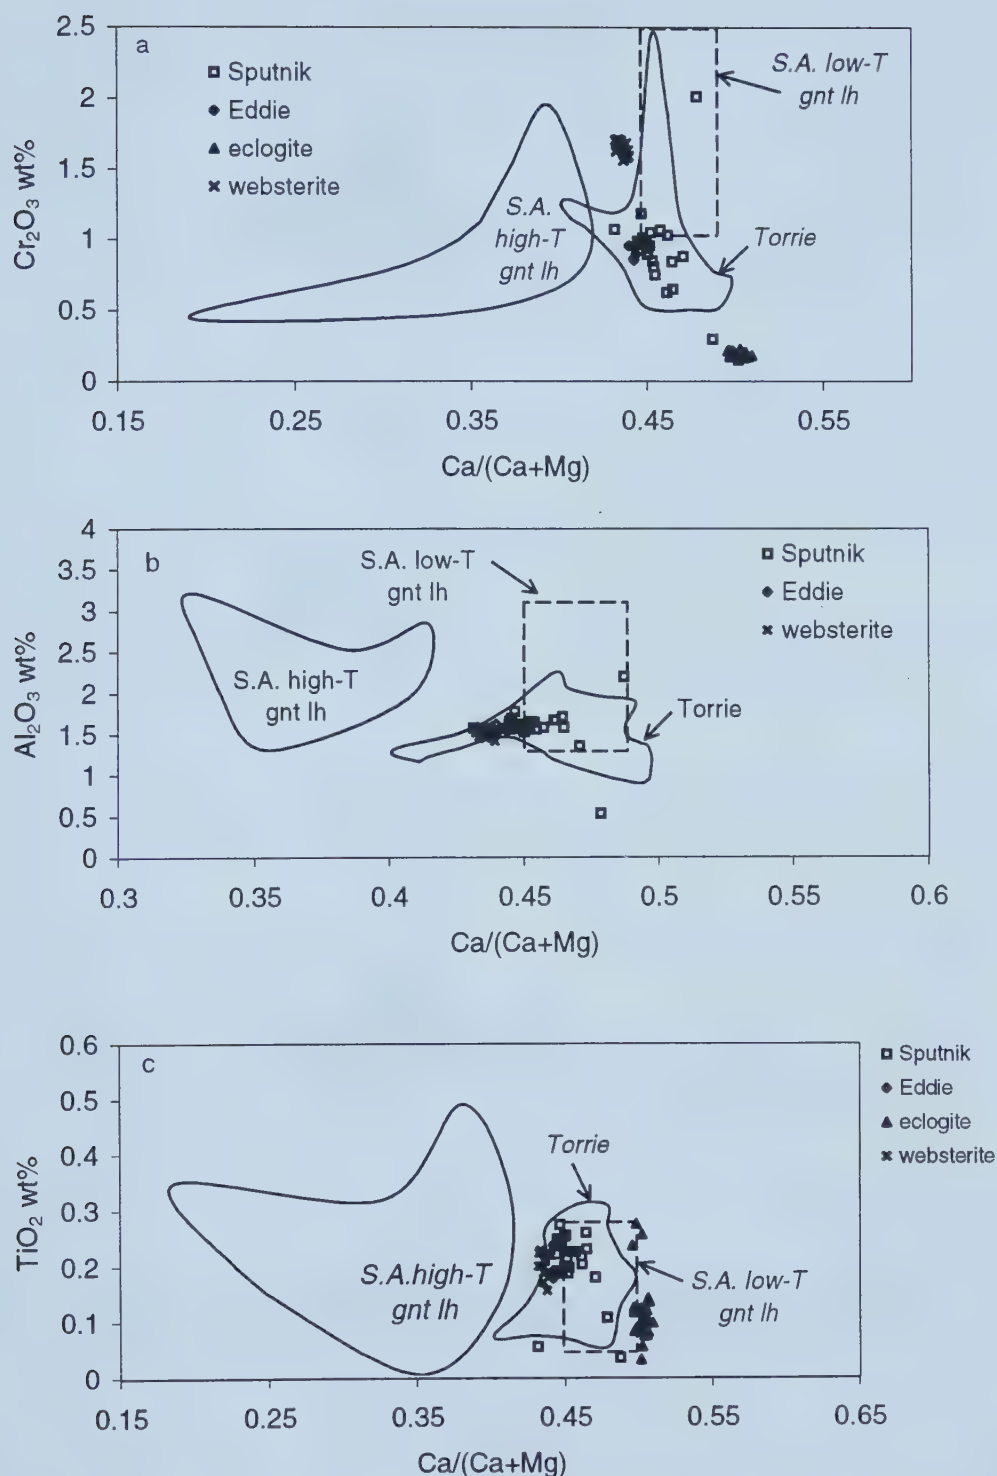 a
2.5
2
1.5
1
0.5
0
Cr₂O₃ wt%
Sputnik
Eddie
eclogite
websterite
S.A. low-T
gnt lh
S.A.
high-T
gnt lh
Torrie
0.15
0.25
0.35
0.45
0.55
Ca/(Ca+Mg)
b
4
3.5
3
2.5
2
1.5
1
0.5
0
Al₂O₃ wt%
S.A. low-T
gnt lh
Sputnik
Eddie
websterite
S.A. high-T
gnt lh
Torrie
0.3
0.35
0.4
0.45
0.5
0.55
0.6
Ca/(Ca+Mg)
c
0.6
0.5
0.4
0.3
0.2
0.1
0
TiO₂ wt%
Sputnik
Eddie
eclogite
websterite
Torrie
S.A.high-T
gnt lh
S.A. low-T
gnt lh
0.15
0.25
0.35
0.45
0.55
0.65
Ca/(Ca+Mg)